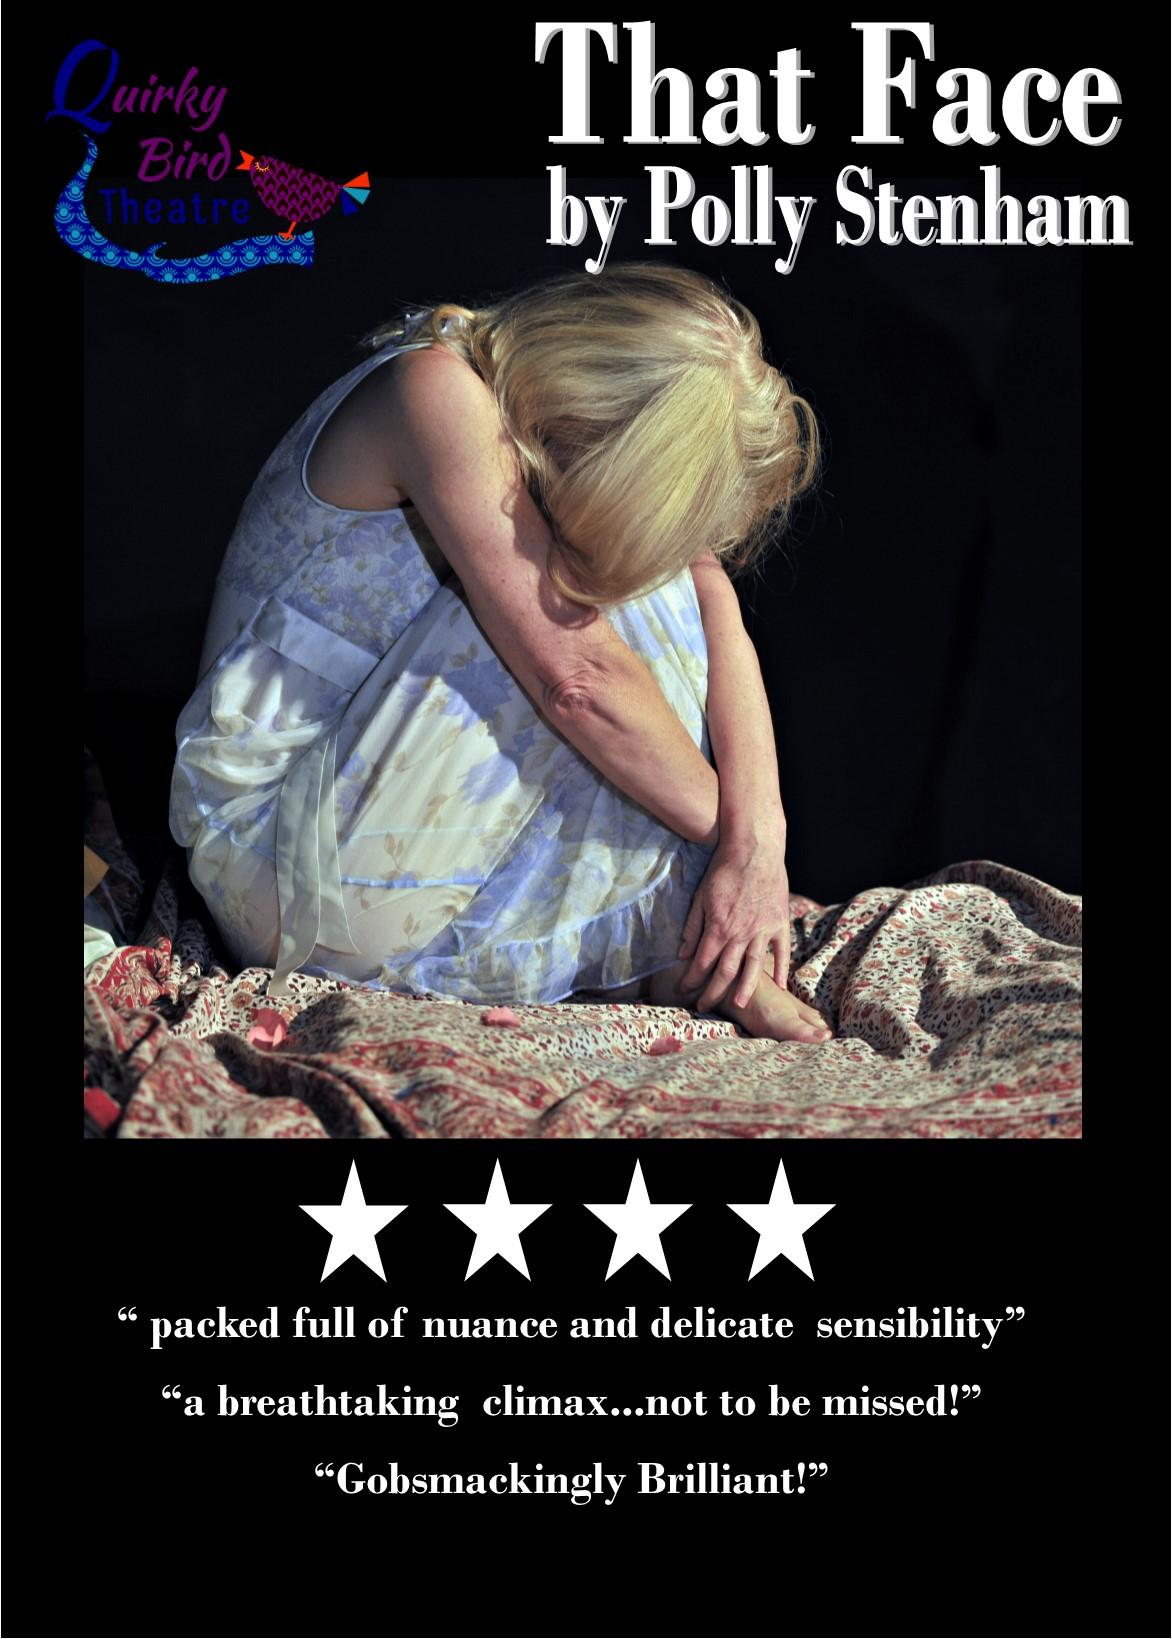 Quirky
Bird
Theatre
That Face
by Polly Stenham
“ packed full of nuance and delicate sensibility”
“a breathtaking climax...not to be missed!”
“Gobsmackingly Brilliant!”